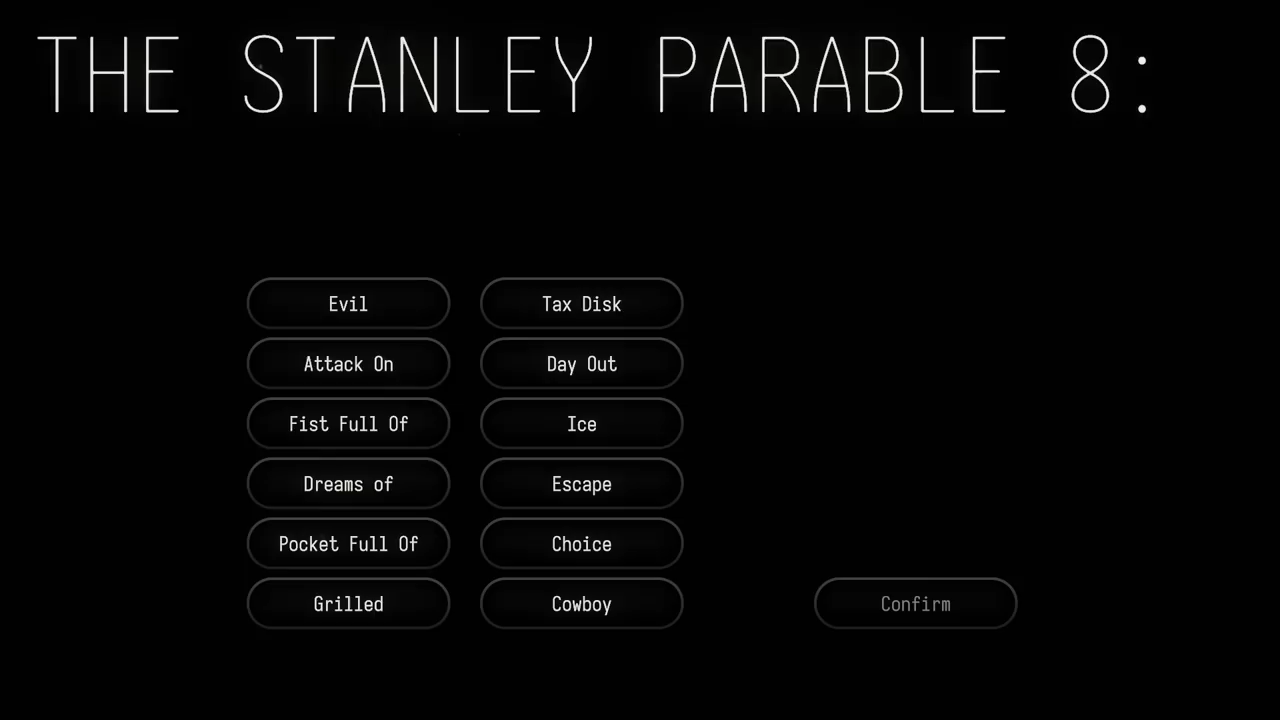 THE STANLEY PARABLE 8:
Evil
Tax Disk
Attack On
Day Out
Fist Full Of
Ice
Dreams of
Escape
Pocket Full Of
Choice
Grilled
Cowboy
Confirm